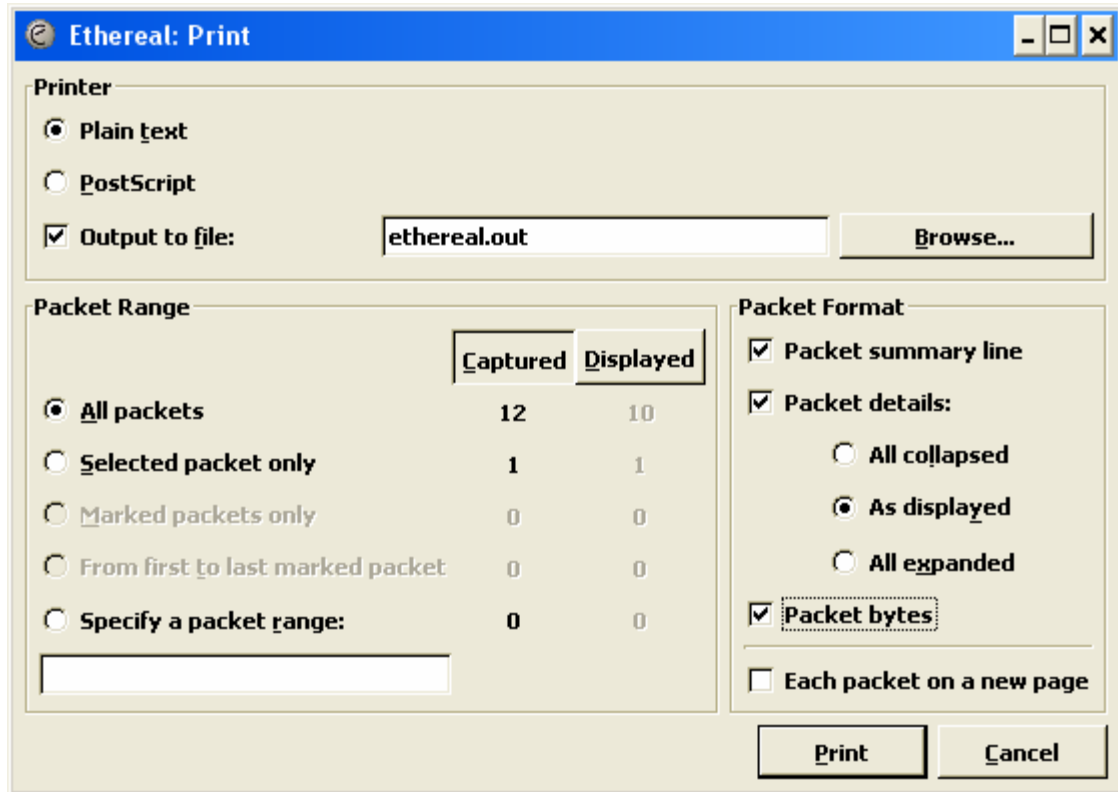 Ethereal: Print
Printer
Plain text
PostScript
Output to file: ethereal.out Browse...
Packet Range
Captured Displayed
All packets 12 10
Selected packet only 1 1
Marked packets only 0 0
From first to last marked packet 0 0
Specify a packet range: 0 0
Packet Format
Packet summary line
Packet details:
All collapsed
As displayed
All expanded
Packet bytes
Each packet on a new page
Print Cancel